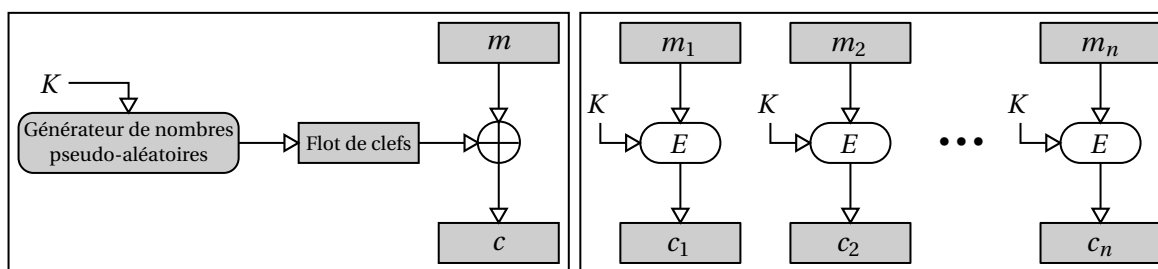 m
K
Générateur de nombres
pseudo-aléatoires
Flot de clefs
c
m₁
m₂
mₙ
K
K
K
E
E
•••
E
c₁
c₂
cₙ